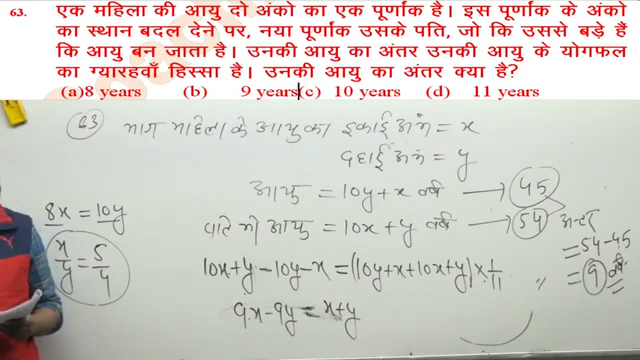 63. एक महिला की आयु दो अंको का एक पूर्णांक है। इस पूर्णांक के अंको
का स्थान बदल देने पर, नया पूर्णांक उसके पति, जो कि उससे बड़े हैं
कि आयु बन जाता है। उनकी आयु का अंतर उनकी आयु के योगफल
का ग्यारहवाँ हिस्सा है। उनकी आयु का अंतर क्या है?
(a)8 years (b) 9 years(c) 10 years (d) 11 years
63 माना महिला के आयु का इकाई अंक = x
दहाई अंक = y
आयु = 10y+x वर्ष → 45
पति की आयु = 10x+y वर्ष → 54
10x+y-10y-x = (10y+x+10x+y)×1/11
9x-9y = x+y
8x = 10y
x/y = 5/4
अन्तर
= 54-45
= 9 वर्ष